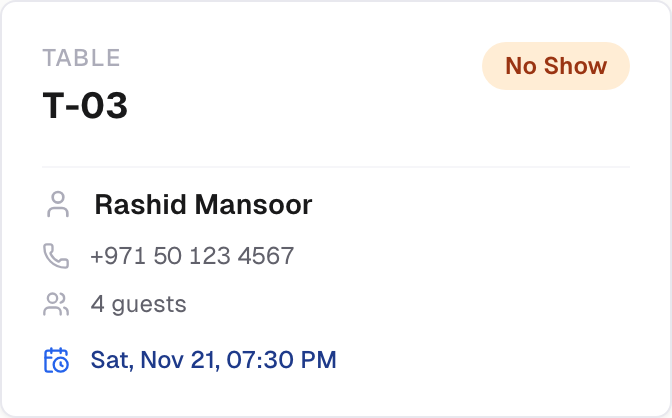 TABLE
No Show
T-03
Rashid Mansoor
+971 50 123 4567
4 guests
Sat, Nov 21, 07:30 PM